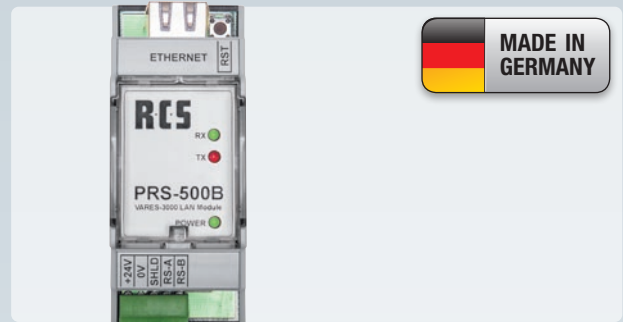 ETHERNET
RST
RCS
RX
TX
PRS-500B
VARES-3000 LAN Module
POWER
+24V
0V
SHLD
RS-A
RS-B
MADE IN
GERMANY